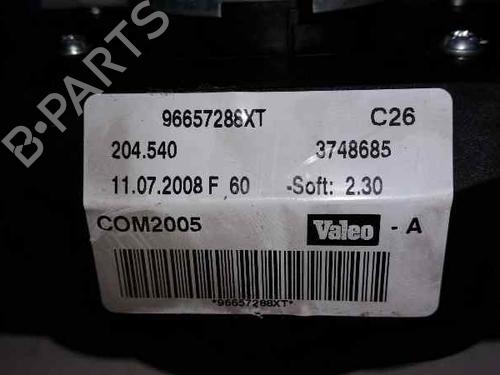 96657288XT C26
204.540 3748685
11.07.2008 F 60 -Soft: 2.30
COM2005 Valeo - A
*96657288XT*
B-PARTS